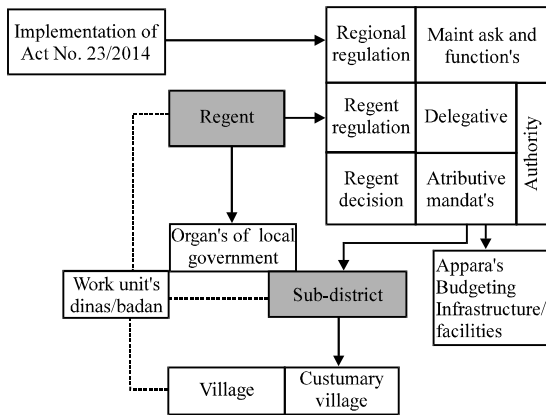 Implementation of
Act No. 23/2014
Regional
regulation
Maint ask and
function's
Regent
Regent
regulation
Delegative
Authority
Regent
decision
Atributive
mandat's
Organ's of local
government
Work unit's
dinas/badan
Sub-district
Appara's
Budgeting
Infrastructure/
facilities
Village
Custumary
village